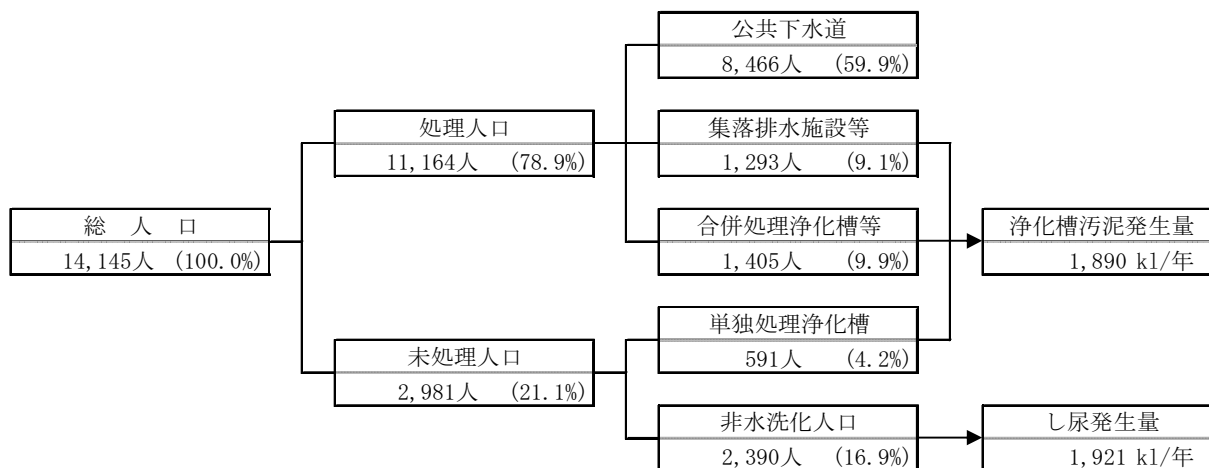 公共下水道
8,466人 (59.9%)
処理人口
11,164人 (78.9%)
集落排水施設等
1,293人 (9.1%)
総 人 口
14,145人 (100.0%)
合併処理浄化槽等
1,405人 (9.9%)
浄化槽汚泥発生量
1,890 kl/年
単独処理浄化槽
591人 (4.2%)
未処理人口
2,981人 (21.1%)
非水洗化人口
2,390人 (16.9%)
し尿発生量
1,921 kl/年